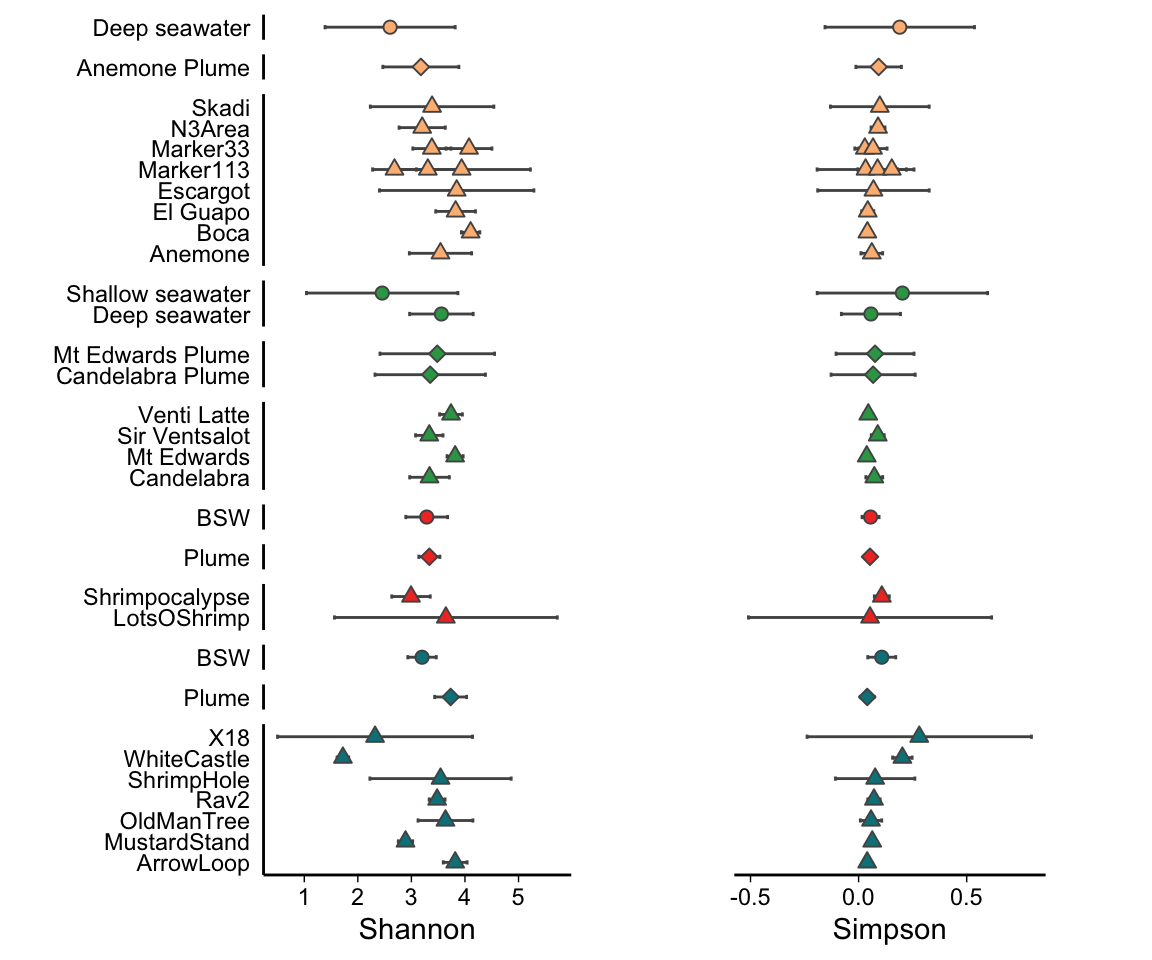 Deep seawater
Anemone Plume
Skadi
N3Area
Marker33
Marker113
Escargot
El Guapo
Boca
Anemone
Shallow seawater
Deep seawater
Mt Edwards Plume
Candelabra Plume
Venti Latte
Sir Ventsalot
Mt Edwards
Candelabra
BSW
Plume
Shrimpocalypse
LotsOShrimp
BSW
Plume
X18
WhiteCastle
ShrimpHole
Rav2
OldManTree
MustardStand
ArrowLoop
1 2 3 4 5
Shannon
-0.5 0.0 0.5
Simpson